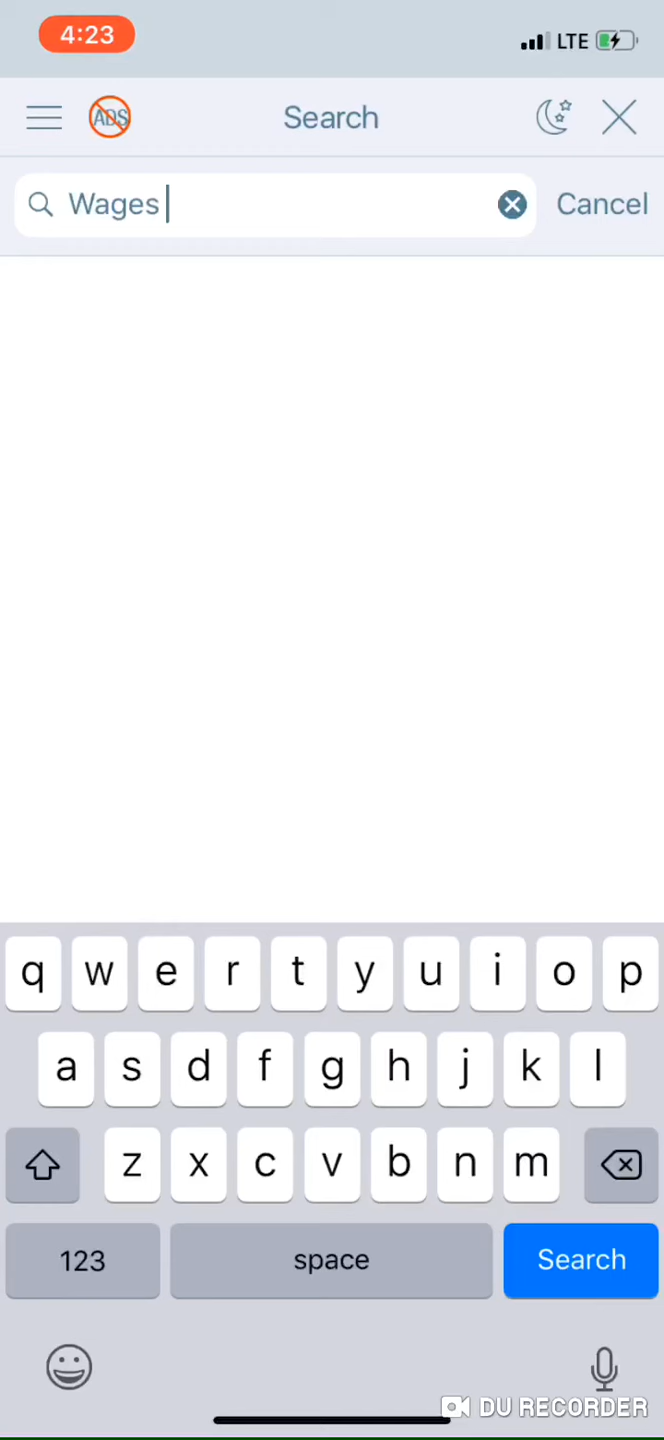 4:23
LTE
ADS
Search
Wages
Cancel
q w e r t y u i o p
a s d f g h j k l
z x c v b n m
123
space
Search
DU RECORDER